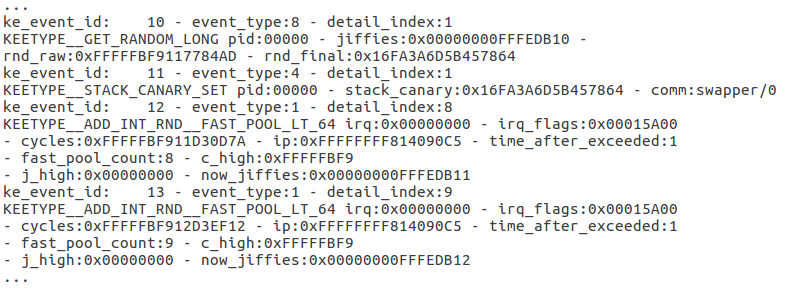 ...
ke_event_id:    10 - event_type:8 - detail_index:1
KEETYPE__GET_RANDOM_LONG pid:00000 - jiffies:0x00000000FFFEDB10 -
rnd_raw:0xFFFFFBF9117784AD - rnd_final:0x16FA3A6D5B457864
ke_event_id:    11 - event_type:4 - detail_index:1
KEETYPE__STACK_CANARY_SET pid:00000 - stack_canary:0x16FA3A6D5B457864 - comm:swapper/0
ke_event_id:    12 - event_type:1 - detail_index:8
KEETYPE__ADD_INT_RND__FAST_POOL_LT_64 irq:0x00000000 - irq_flags:0x00015A00
- cycles:0xFFFFFBF911D30D7A - ip:0xFFFFFFFF814090C5 - time_after_exceeded:1
- fast_pool_count:8 - c_high:0xFFFFFBF9
- j_high:0x00000000 - now_jiffies:0x00000000FFFEDB11
ke_event_id:    13 - event_type:1 - detail_index:9
KEETYPE__ADD_INT_RND__FAST_POOL_LT_64 irq:0x00000000 - irq_flags:0x00015A00
- cycles:0xFFFFFBF912D3EF12 - ip:0xFFFFFFFF814090C5 - time_after_exceeded:1
- fast_pool_count:9 - c_high:0xFFFFFBF9
- j_high:0x00000000 - now_jiffies:0x00000000FFFEDB12
...